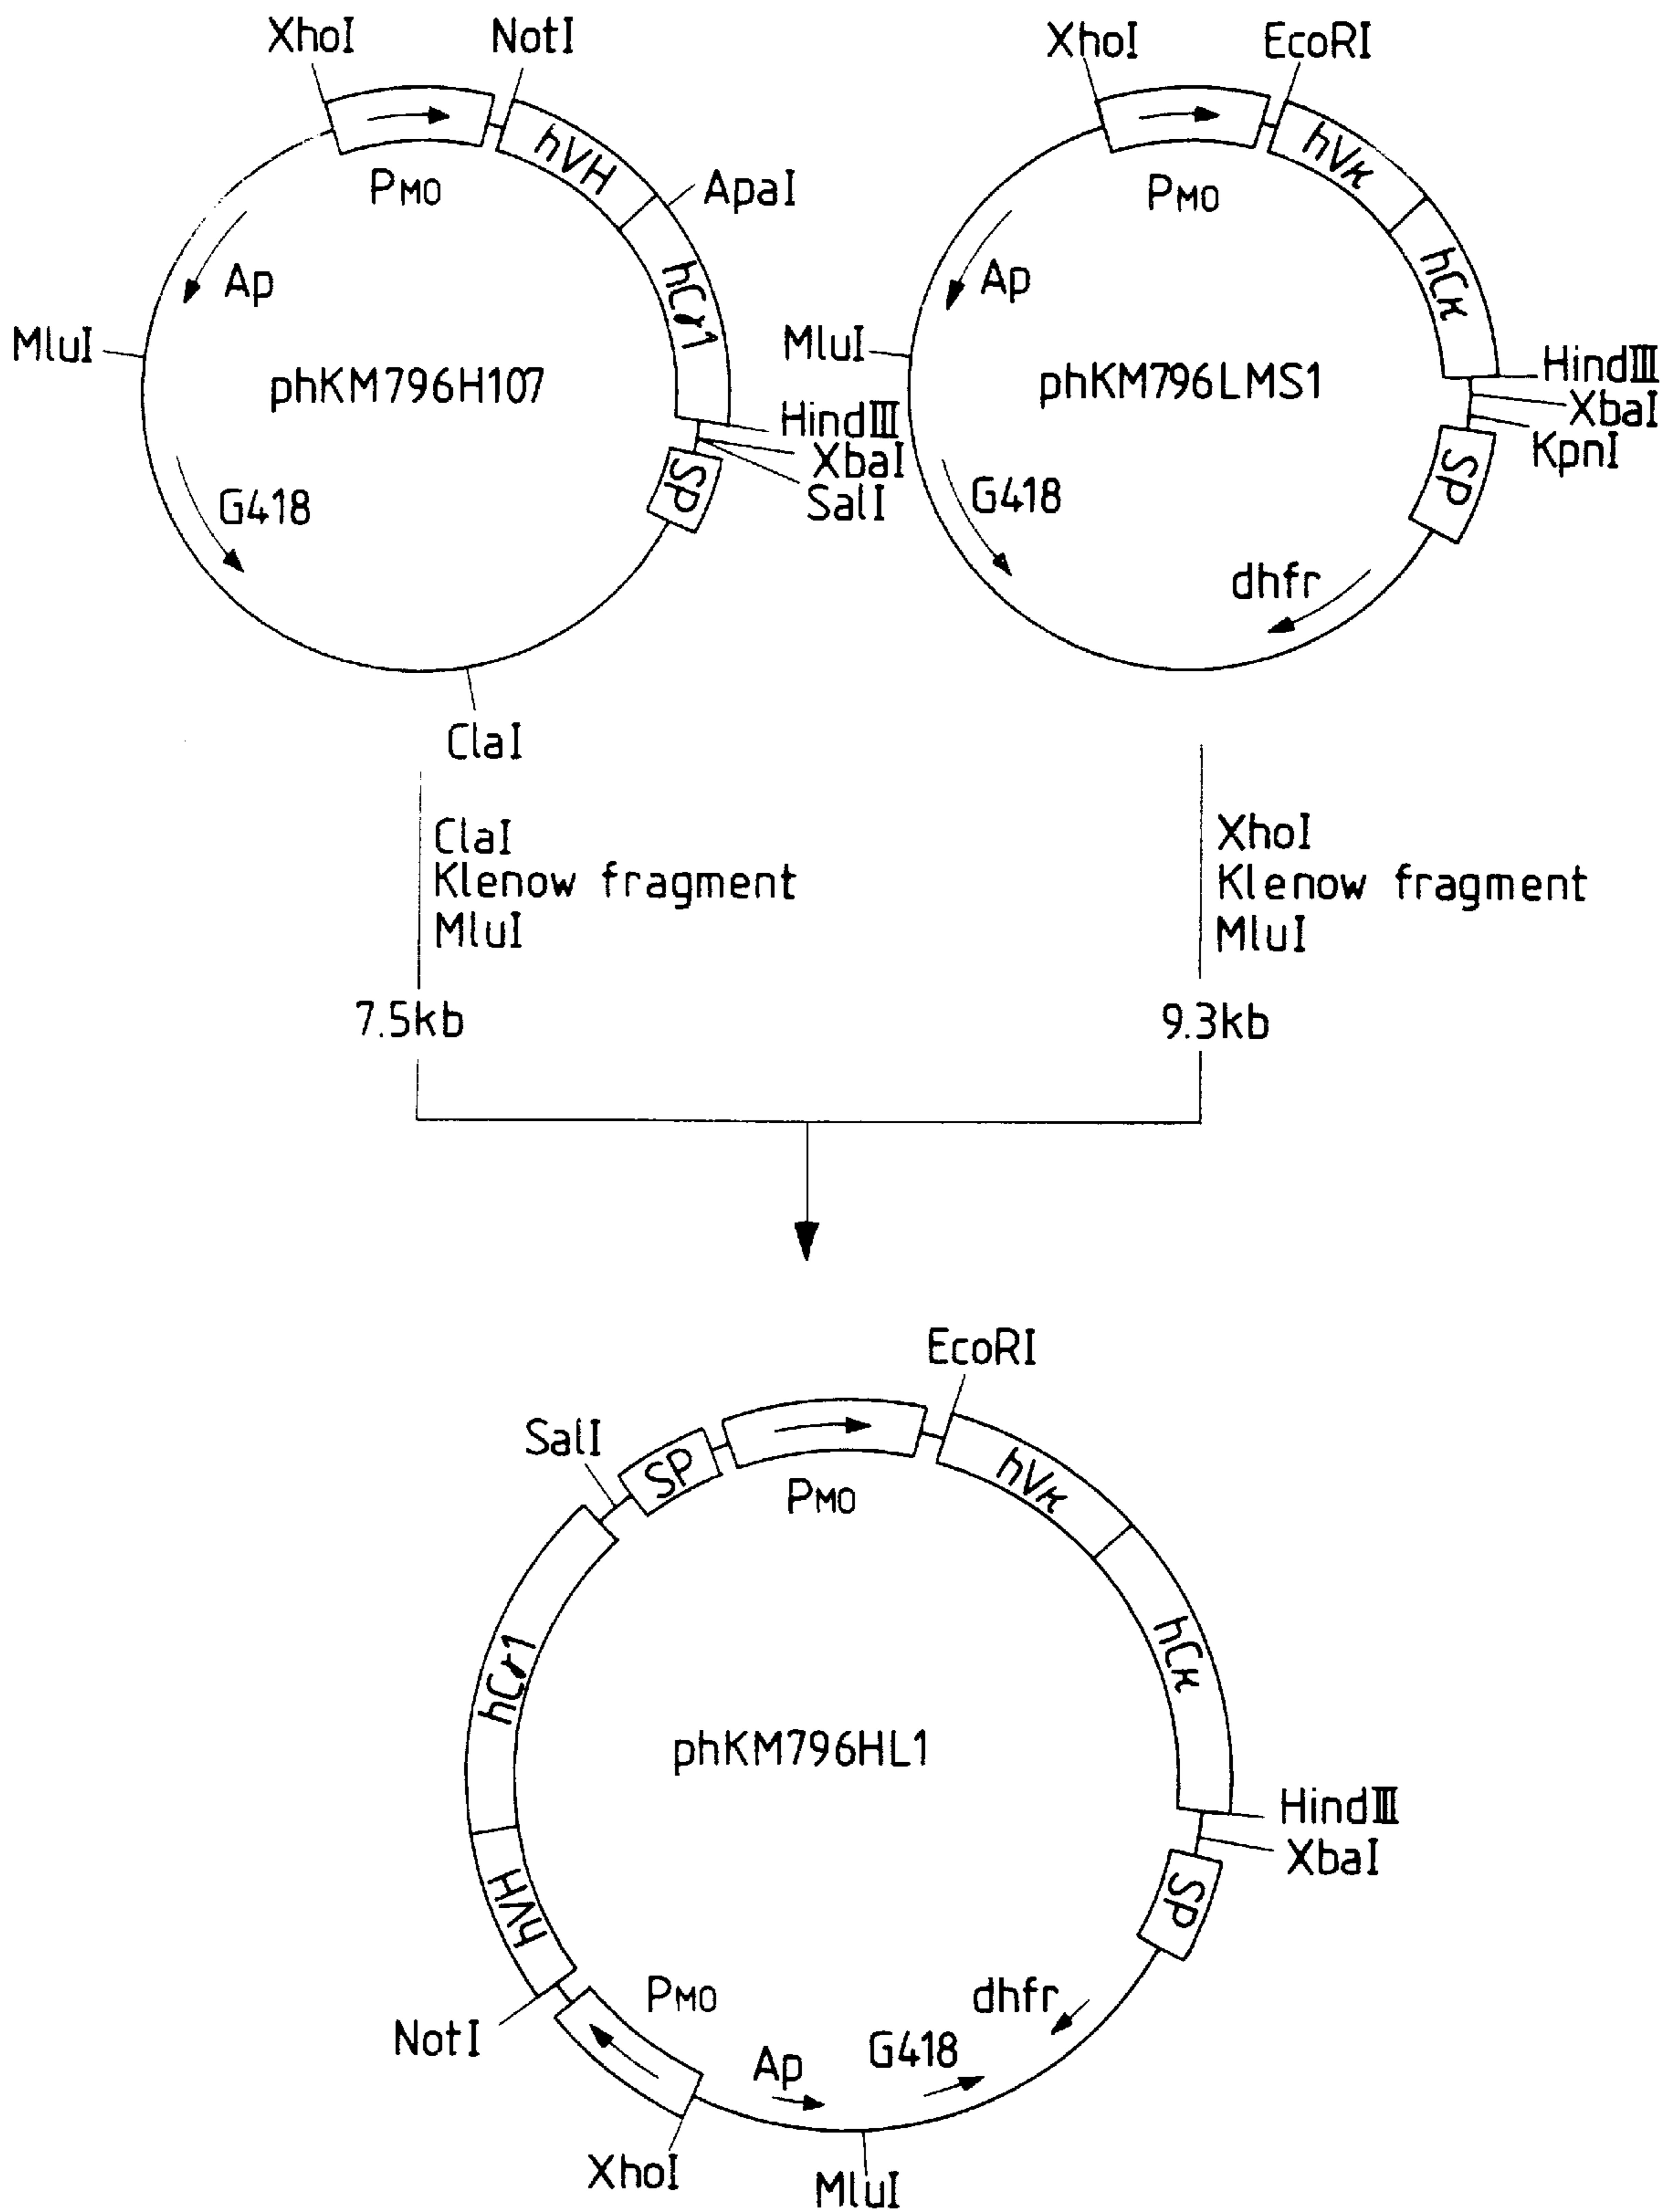 XhoI
NotI
PMO
hVH
ApaI
Ap
hCγ1
MluI
phKM796H107
HindⅢ
XbaI
SalI
SP
G418
ClaI
XhoI
EcoRI
PMO
hVκ
Ap
hCκ
MluI
phKM796LMS1
HindⅢ
XbaI
KpnI
SP
G418
dhfr
ClaI
Klenow fragment
MluI
7.5kb
XhoI
Klenow fragment
MluI
9.3kb
EcoRI
SalI
SP
PMO
hVκ
hCγ1
hCκ
phKM796HL1
HindⅢ
XbaI
hVH
SP
NotI
PMO
dhfr
G418
Ap
XhoI
MluI